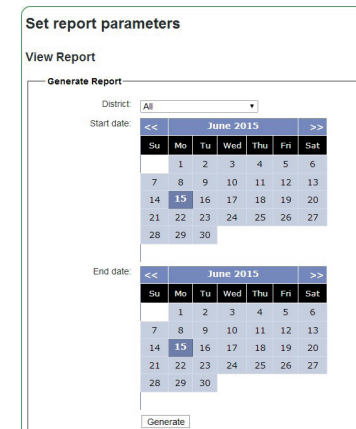 Set report parameters
View Report
Generate Report
District: All
Start date:
<< June 2015 >>
Su Mo Tu Wed Thu Fri Sat
1 2 3 4 5 6
7 8 9 10 11 12 13
14 15 16 17 18 19 20
21 22 23 24 25 26 27
28 29 30
End date:
<< June 2015 >>
Su Mo Tu Wed Thu Fri Sat
1 2 3 4 5 6
7 8 9 10 11 12 13
14 15 16 17 18 19 20
21 22 23 24 25 26 27
28 29 30
Generate